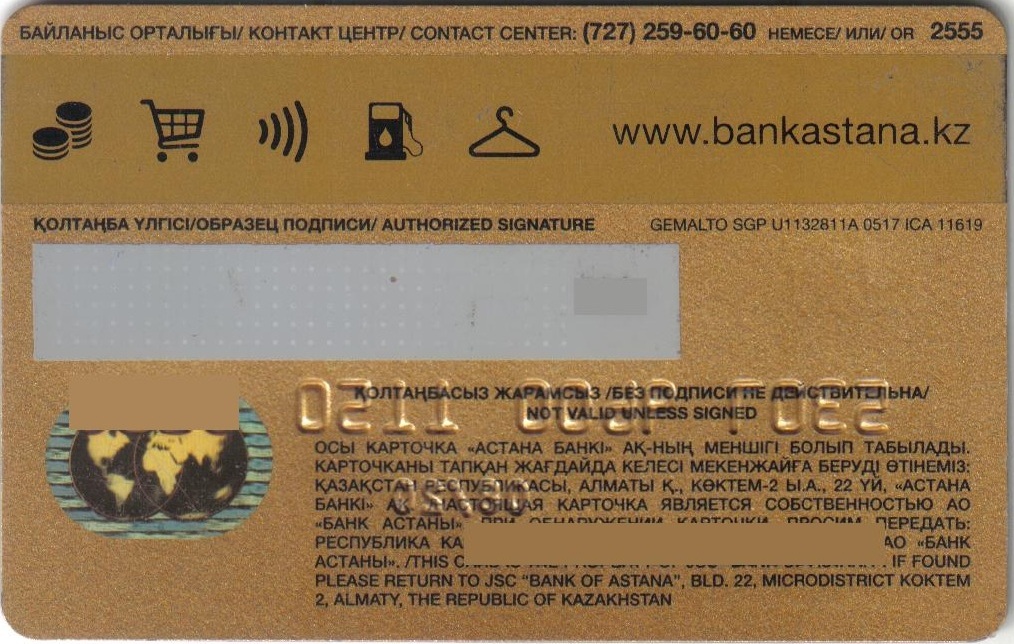 БАЙЛАНЫС ОРТАЛЫҒЫ/ КОНТАКТ ЦЕНТР/ CONTACT CENTER: (727) 259-60-60 НЕМЕСЕ/ ИЛИ/ OR 2555
www.bankastana.kz
ҚОЛТАҢБА ҮЛГІСІ/ОБРАЗЕЦ ПОДПИСИ/ AUTHORIZED SIGNATURE GEMALTO SGP U1132811A 0517 ICA 11619
ҚОЛТАҢБАСЫЗ ЖАРАМСЫЗ /БЕЗ ПОДПИСИ НЕ ДЕЙСТВИТЕЛЬНА/
NOT VALID UNLESS SIGNED
ОСЫ КАРТОЧКА «АСТАНА БАНКІ» АҚ-НЫҢ МЕНШІГІ БОЛЫП ТАБЫЛАДЫ.
КАРТОЧКАНЫ ТАПҚАН ЖАҒДАЙДА КЕЛЕСІ МЕКЕНЖАЙҒА БЕРУДІ ӨТІНЕМІЗ:
ҚАЗАҚСТАН РЕСПУБЛИКАСЫ, АЛМАТЫ Қ., КӨКТЕМ-2 Ы.А., 22 ҮЙ, «АСТАНА
БАНКІ» КАРТОЧКА ЯВЛЯЕТСЯ СОБСТВЕННОСТЬЮ АО
«БАНК АСТАНЫ». ПРИ ОБНАРУЖЕНИИ КАРТОЧКИ, ПРОСИМ ПЕРЕДАТЬ:
РЕСПУБЛИКА АО «БАНК
АСТАНЫ». /THIS IF FOUND
PLEASE RETURN TO JSC "BANK OF ASTANA", BLD. 22, MICRODISTRICT KOKTEM
2, ALMATY, THE REPUBLIC OF KAZAKHSTAN